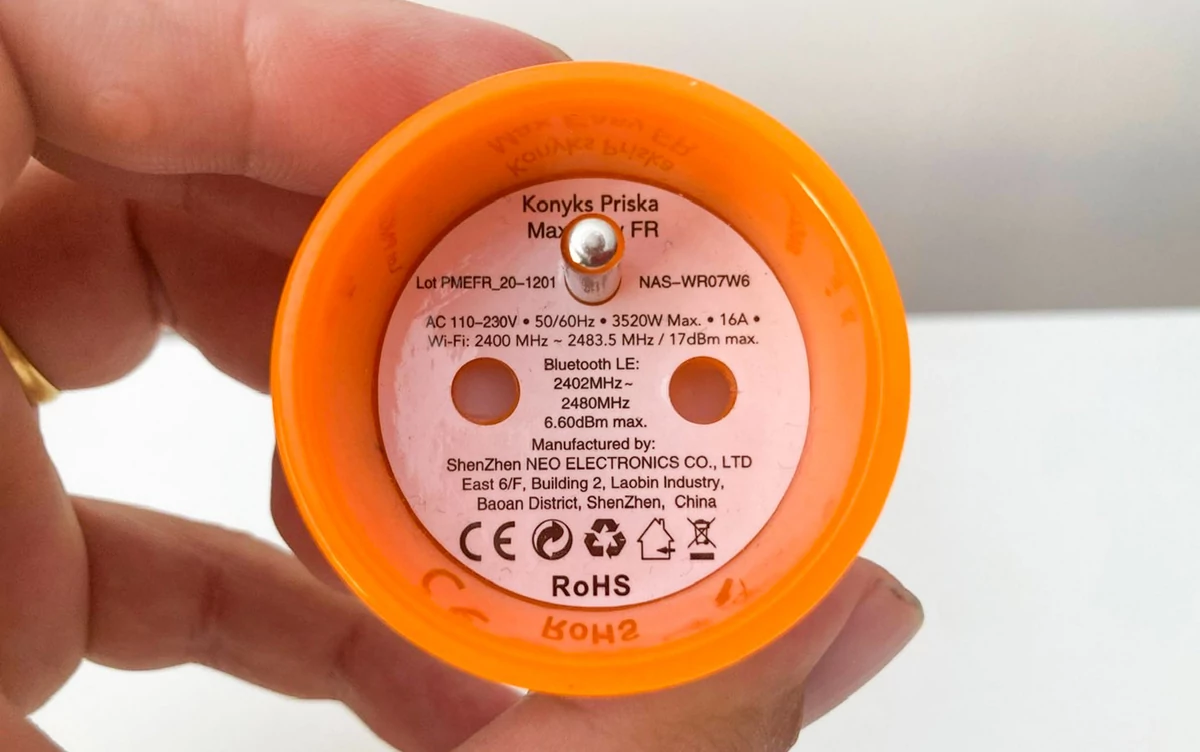 Konyks Priska
Max FR
Lot PMEFR_20-1201 NAS-WR07W6
AC 110-230V • 50/60Hz • 3520W Max. • 16A •
Wi-Fi: 2400 MHz ~ 2483.5 MHz / 17dBm max.
Bluetooth LE:
2402MHz~
2480MHz
6.60dBm max.
Manufactured by:
ShenZhen NEO ELECTRONICS CO., LTD
East 6/F, Building 2, Laobin Industry,
Baoan District, ShenZhen, China
CE
RoHS